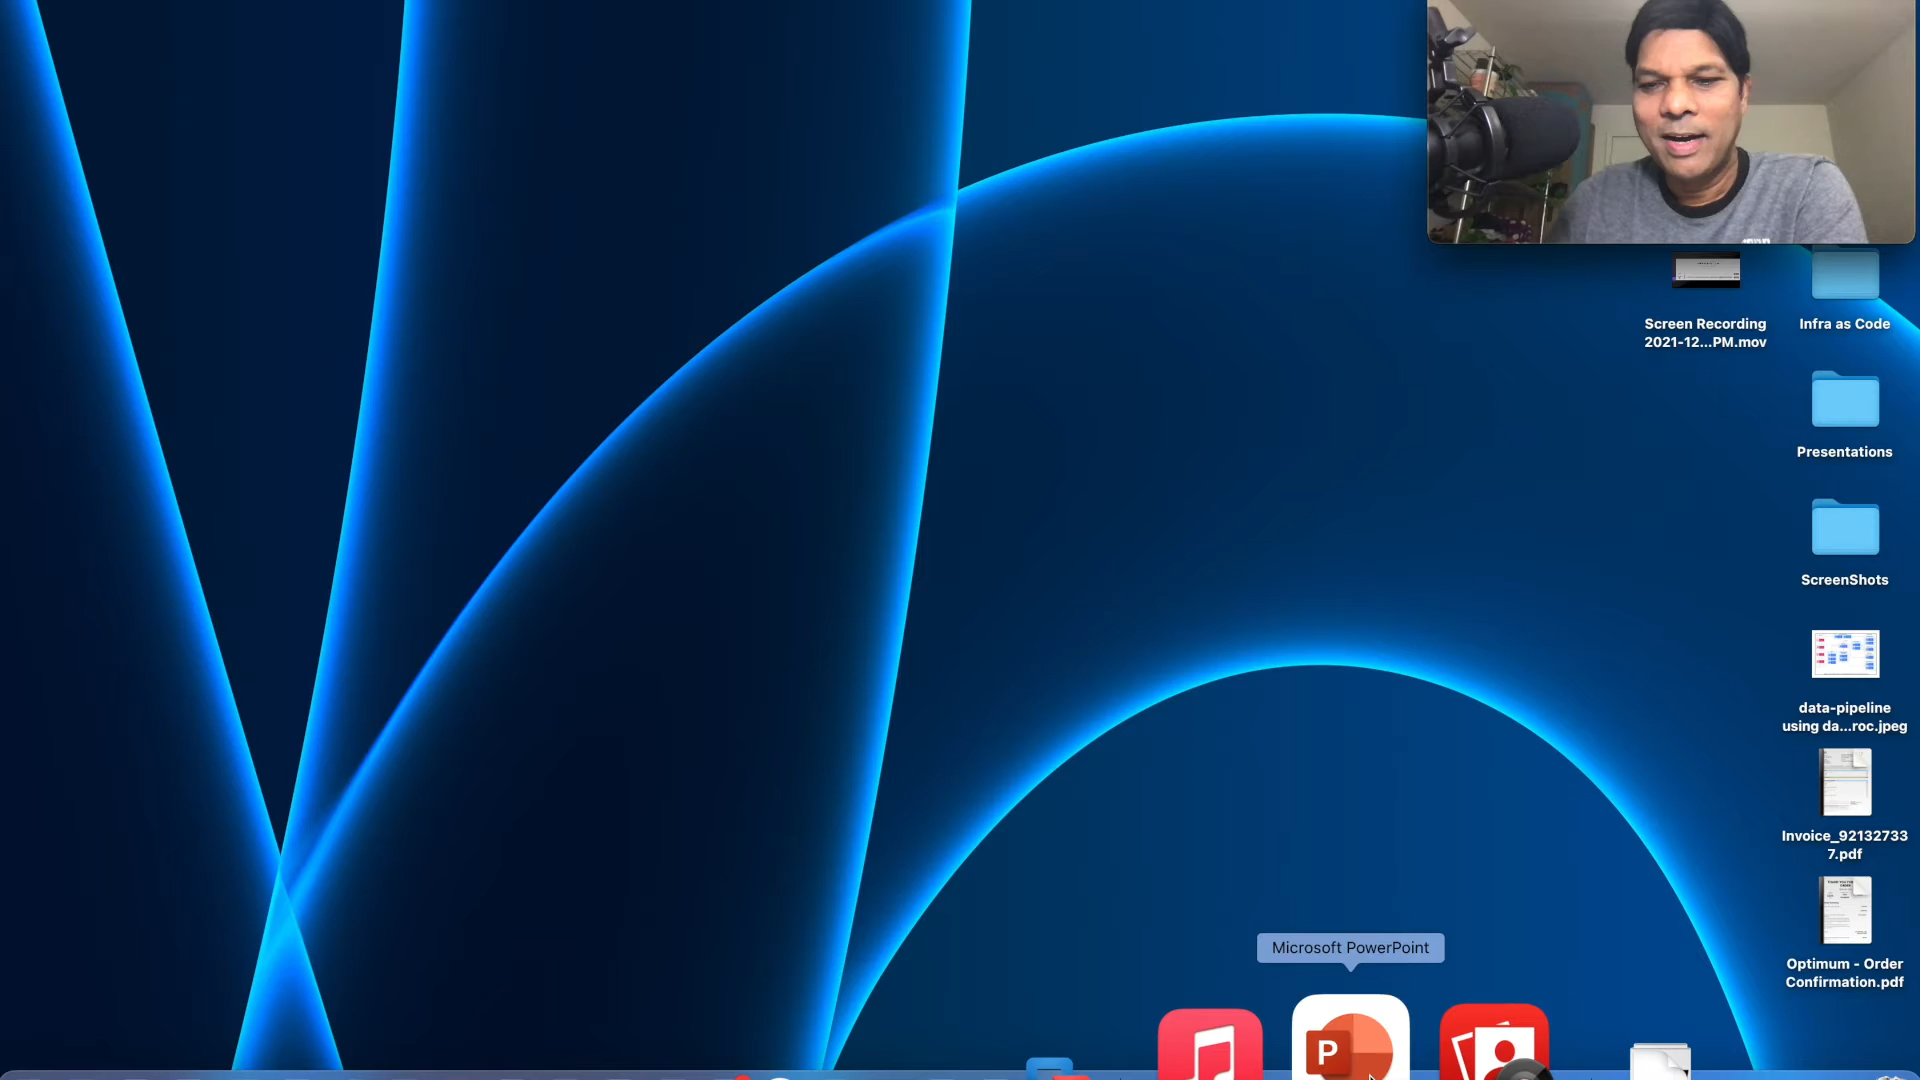 Screen Recording
2021-12...PM.mov
Infra as Code
Presentations
ScreenShots
data-pipeline
using da...roc.jpeg
Invoice_92132733
7.pdf
Optimum - Order
Confirmation.pdf
Microsoft PowerPoint
P